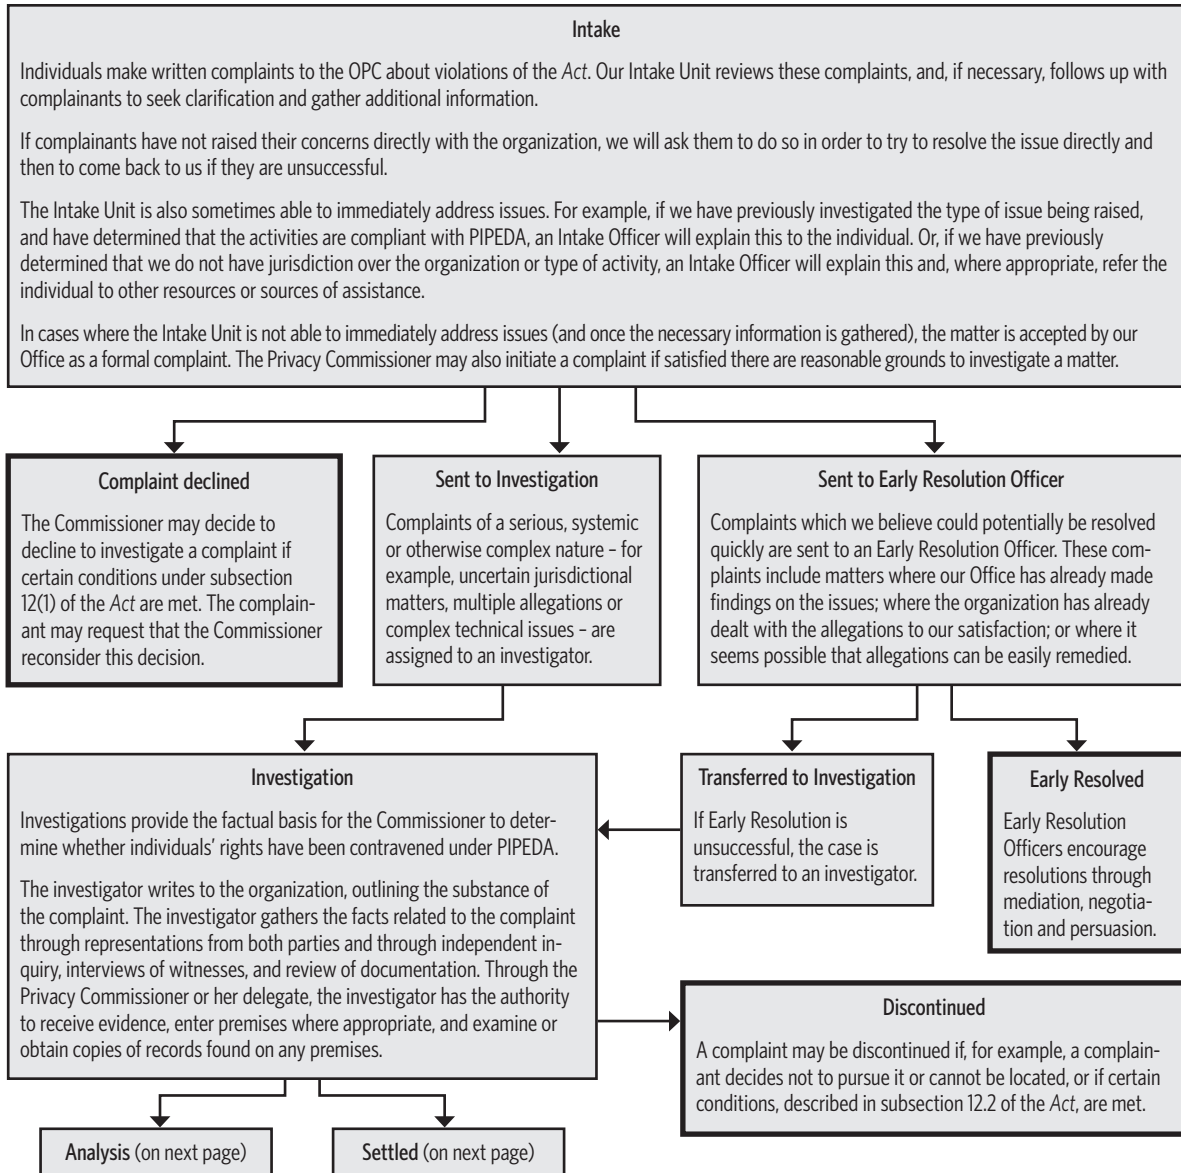 Intake
Individuals make written complaints to the OPC about violations of the Act. Our Intake Unit reviews these complaints, and, if necessary, follows up with
complainants to seek clarification and gather additional information.
If complainants have not raised their concerns directly with the organization, we will ask them to do so in order to try to resolve the issue directly and
then to come back to us if they are unsuccessful.
The Intake Unit is also sometimes able to immediately address issues. For example, if we have previously investigated the type of issue being raised,
and have determined that the activities are compliant with PIPEDA, an Intake Officer will explain this to the individual. Or, if we have previously
determined that we do not have jurisdiction over the organization or type of activity, an Intake Officer will explain this and, where appropriate, refer the
individual to other resources or sources of assistance.
In cases where the Intake Unit is not able to immediately address issues (and once the necessary information is gathered), the matter is accepted by our
Office as a formal complaint. The Privacy Commissioner may also initiate a complaint if satisfied there are reasonable grounds to investigate a matter.
Complaint declined
The Commissioner may decide to
decline to investigate a complaint if
certain conditions under subsection
12(1) of the Act are met. The complain-
ant may request that the Commissioner
reconsider this decision.
Sent to Investigation
Complaints of a serious, systemic
or otherwise complex nature – for
example, uncertain jurisdictional
matters, multiple allegations or
complex technical issues – are
assigned to an investigator.
Sent to Early Resolution Officer
Complaints which we believe could potentially be resolved
quickly are sent to an Early Resolution Officer. These com-
plaints include matters where our Office has already made
findings on the issues; where the organization has already
dealt with the allegations to our satisfaction; or where it
seems possible that allegations can be easily remedied.
Investigation
Investigations provide the factual basis for the Commissioner to deter-
mine whether individuals' rights have been contravened under PIPEDA.
The investigator writes to the organization, outlining the substance of
the complaint. The investigator gathers the facts related to the complaint
through representations from both parties and through independent in-
quiry, interviews of witnesses, and review of documentation. Through the
Privacy Commissioner or her delegate, the investigator has the authority
to receive evidence, enter premises where appropriate, and examine or
obtain copies of records found on any premises.
Transferred to Investigation
If Early Resolution is
unsuccessful, the case is
transferred to an investigator.
Early Resolved
Early Resolution
Officers encourage
resolutions through
mediation, negotia-
tion and persuasion.
Discontinued
A complaint may be discontinued if, for example, a complain-
ant decides not to pursue it or cannot be located, or if certain
conditions, described in subsection 12.2 of the Act, are met.
Analysis (on next page)
Settled (on next page)